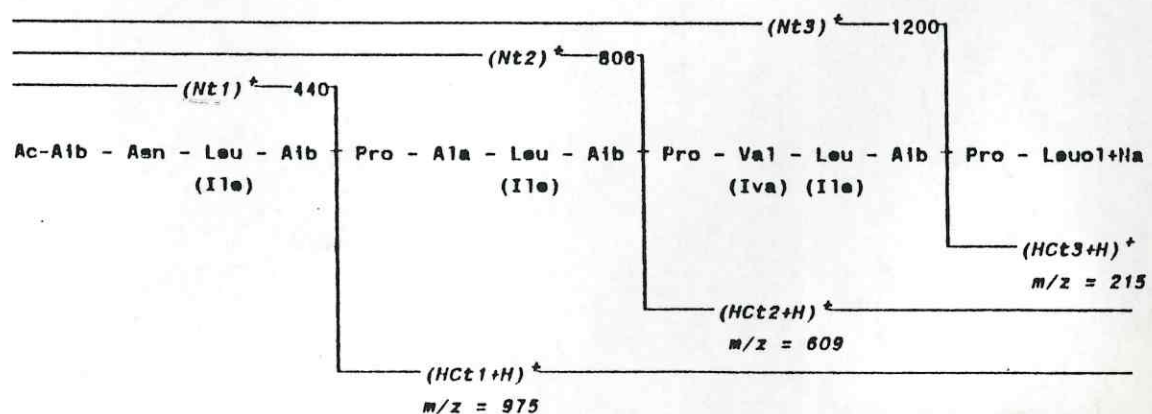 (Nt3)⁺ 1200
(Nt2)⁺ 806
(Nt1)⁺ 440
Ac-Aib - Asn - Leu - Aib - Pro - Ala - Leu - Aib - Pro - Val - Leu - Aib - Pro - Leuol+Na
(Ile) (Ile) (Iva) (Ile)
(HCt3+H)⁺
m/z = 215
(HCt2+H)⁺
m/z = 609
(HCt1+H)⁺
m/z = 975